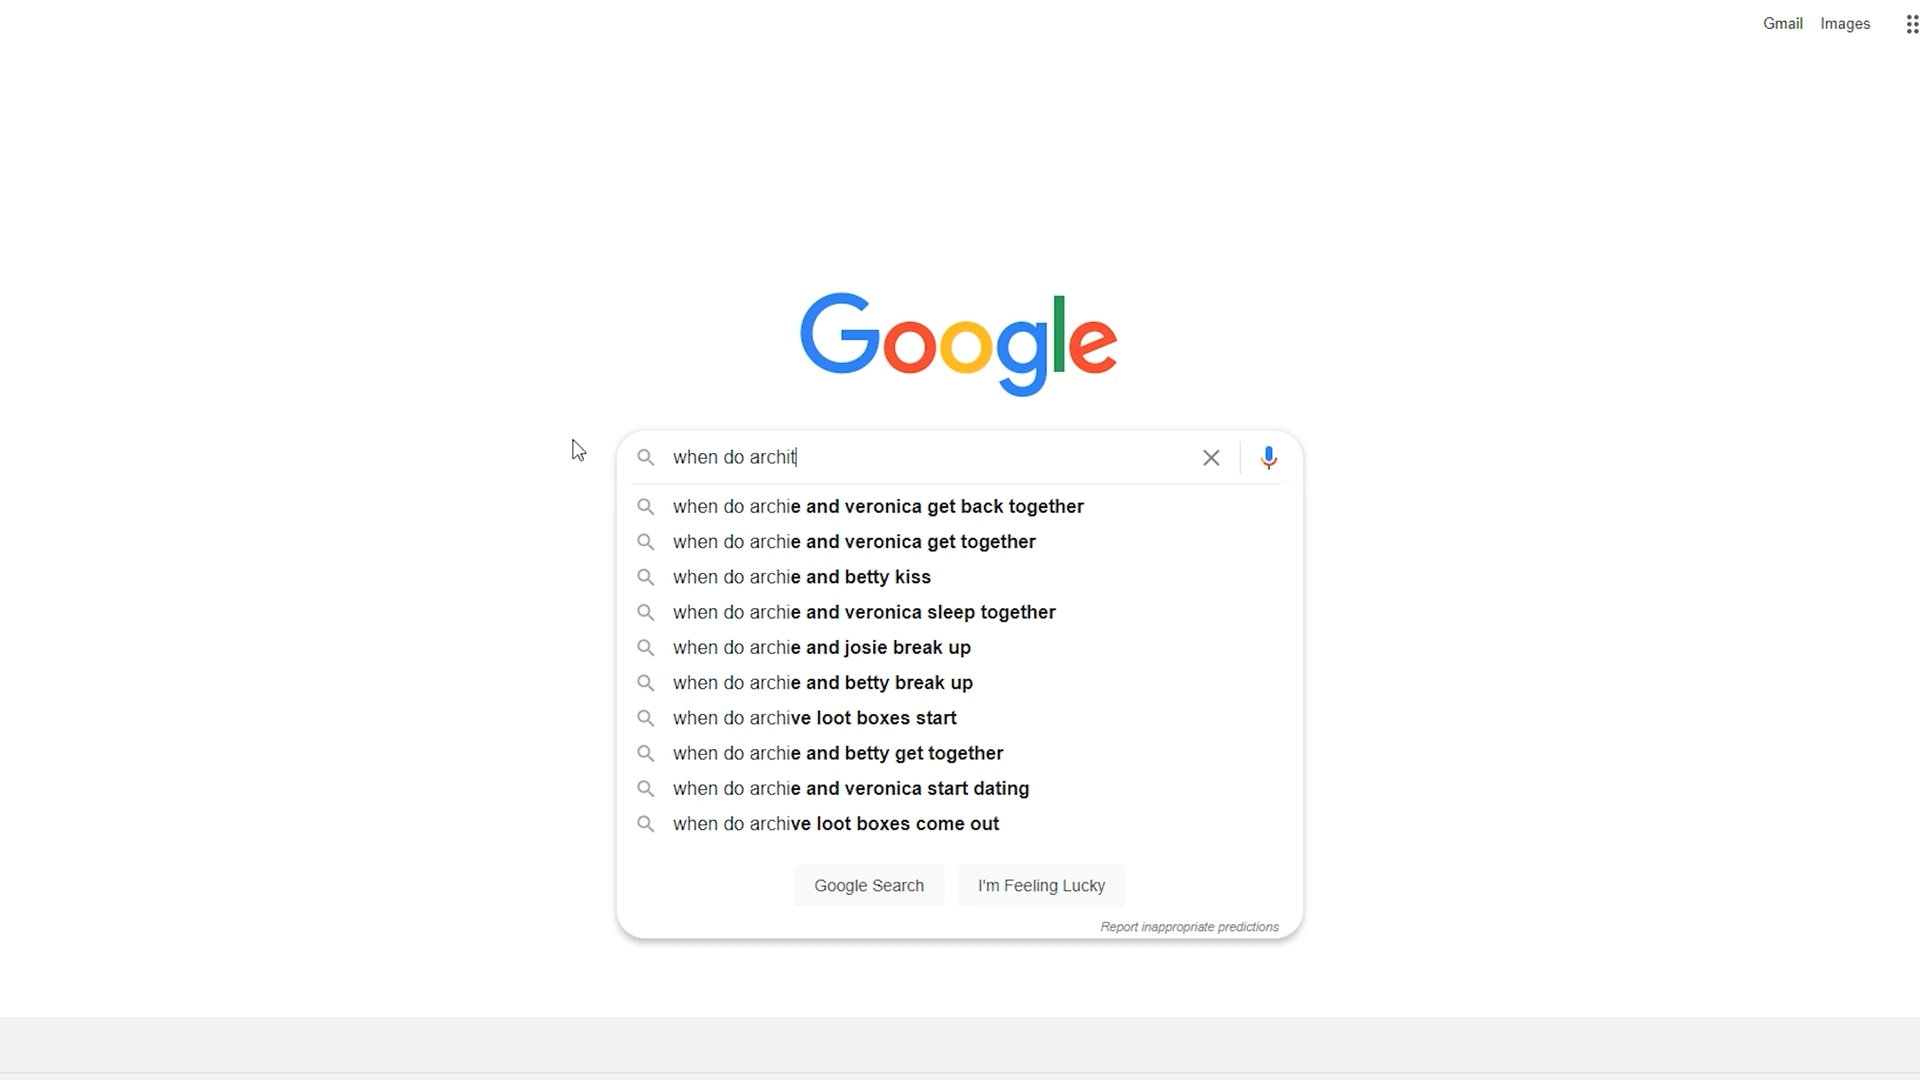 Gmail Images
Google
when do archit
when do archie and veronica get back together
when do archie and veronica get together
when do archie and betty kiss
when do archie and veronica sleep together
when do archie and josie break up
when do archie and betty break up
when do archive loot boxes start
when do archie and betty get together
when do archie and veronica start dating
when do archive loot boxes come out
Google Search I'm Feeling Lucky
Report inappropriate predictions